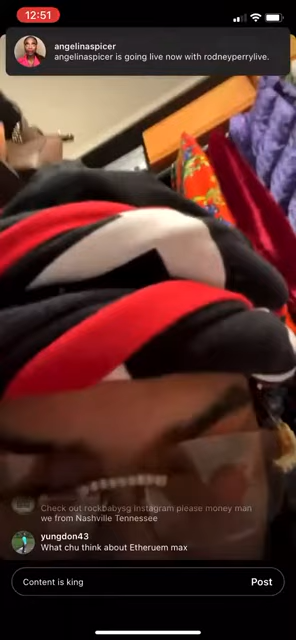 12:51
angelinaspicer
angelinaspicer is going live now with rodneyperrylive.
Check out rockbabysg Instagram please money man
we from Nashville Tennessee
yungdon43
What chu think about Etheruem max
Content is king
Post